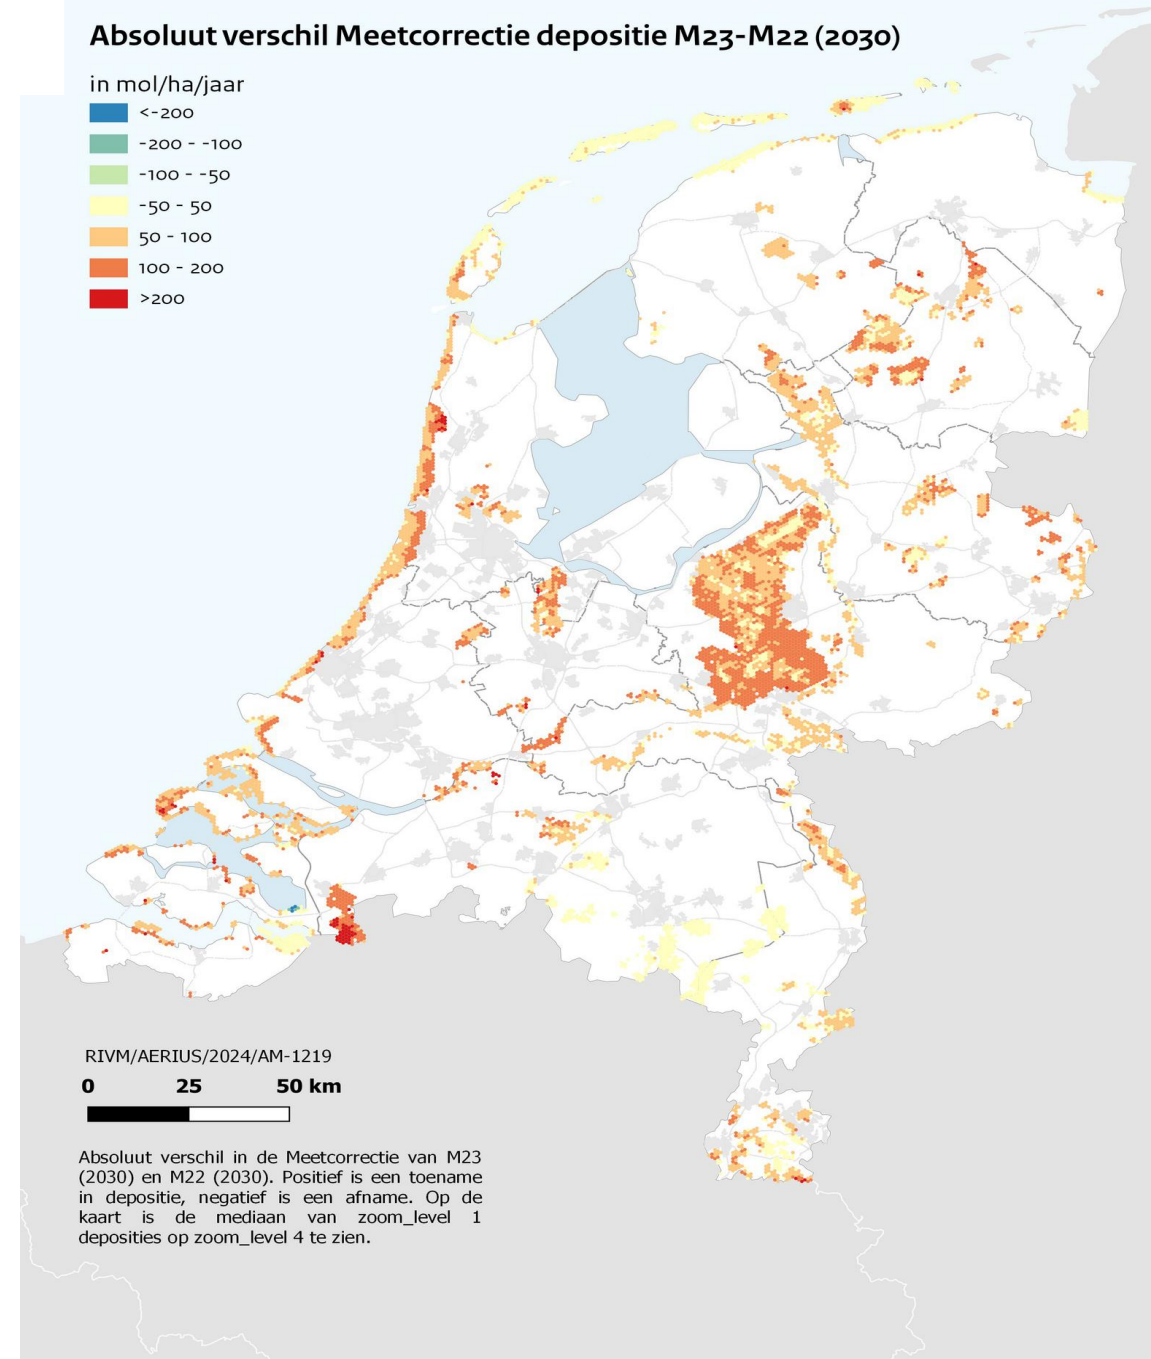 Absoluut verschil Meetcorrectie depositie M23-M22 (2030)
in mol/ha/jaar
<-200
-200 - -100
-100 - -50
-50 - 50
50 - 100
100 - 200
>200
RIVM/AERIUS/2024/AM-1219
0 25 50 km
Absoluut verschil in de Meetcorrectie van M23
(2030) en M22 (2030). Positief is een toename
in depositie, negatief is een afname. Op de
kaart is de mediaan van zoom_level 1
deposities op zoom_level 4 te zien.